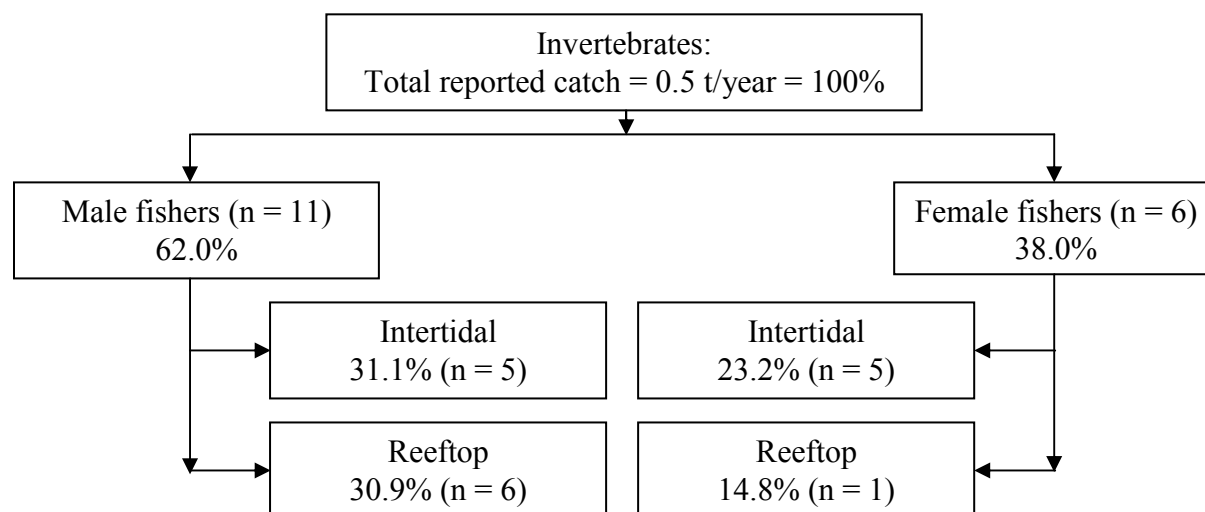 Invertebrates:
Total reported catch = 0.5 t/year = 100%
Male fishers (n = 11)
62.0%
Female fishers (n = 6)
38.0%
Intertidal
31.1% (n = 5)
Intertidal
23.2% (n = 5)
Reeftop
30.9% (n = 6)
Reeftop
14.8% (n = 1)